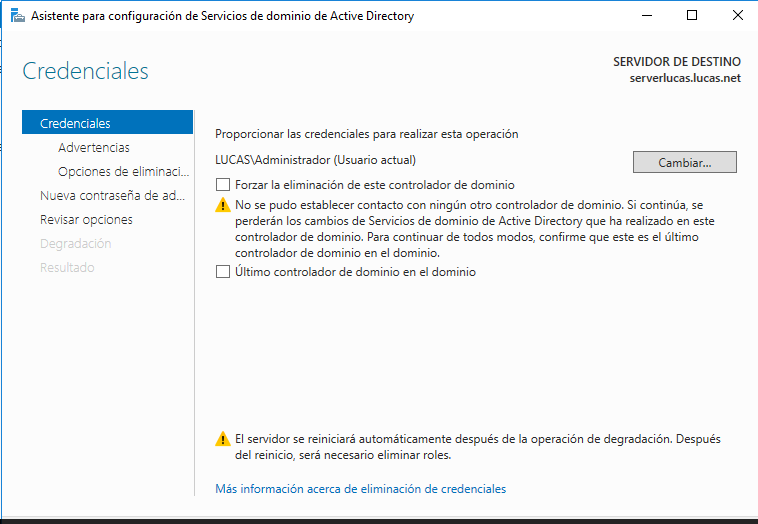 Asistente para configuración de Servicios de dominio de Active Directory
Credenciales
SERVIDOR DE DESTINO
serverlucas.lucas.net
Credenciales
Advertencias
Opciones de eliminaci...
Nueva contraseña de ad...
Revisar opciones
Degradación
Resultado
Proporcionar las credenciales para realizar esta operación
LUCAS\Administrador (Usuario actual)
Cambiar...
Forzar la eliminación de este controlador de dominio
No se pudo establecer contacto con ningún otro controlador de dominio. Si continúa, se
perderán los cambios de Servicios de dominio de Active Directory que ha realizado en este
controlador de dominio. Para continuar de todos modos, confirme que este es el último
controlador de dominio en el dominio.
Último controlador de dominio en el dominio
El servidor se reiniciará automáticamente después de la operación de degradación. Después
del reinicio, será necesario eliminar roles.
Más información acerca de eliminación de credenciales